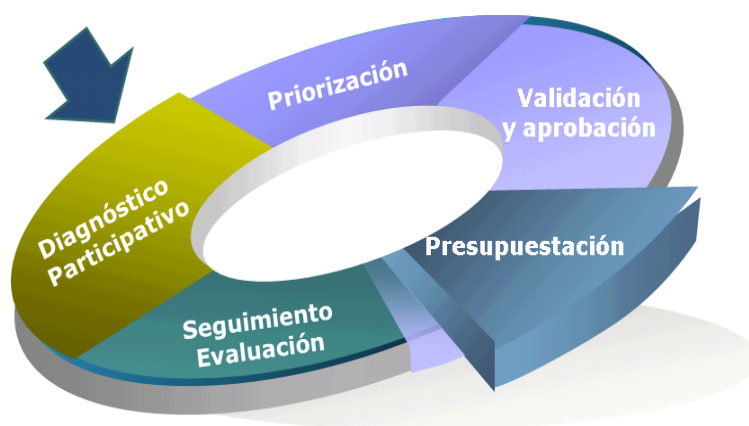 Priorización
Validación
y aprobación
Diagnóstico
Participativo
Presupuestación
Seguimiento
Evaluación